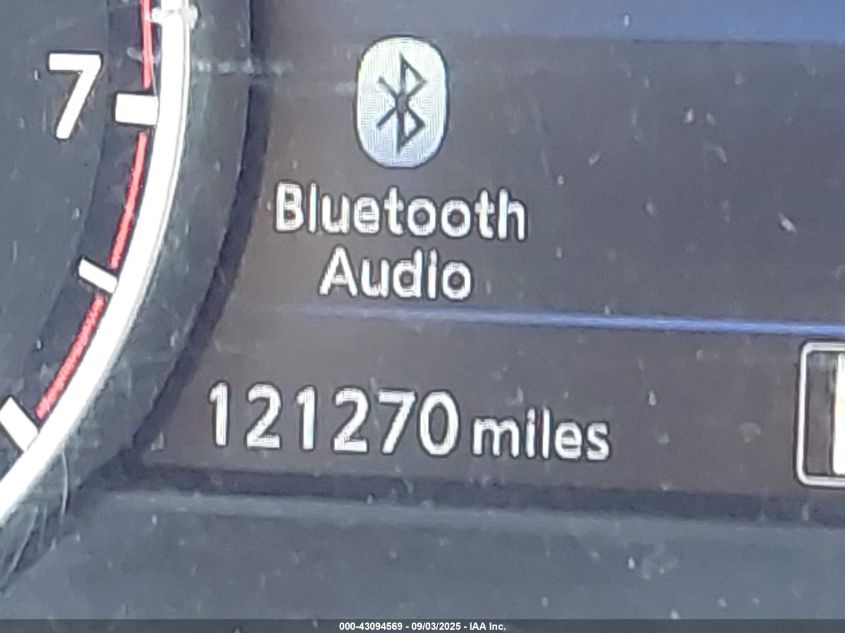 7
Bluetooth
Audio
121270 miles
000-43094569 - 09/03/2025 - IAA Inc.